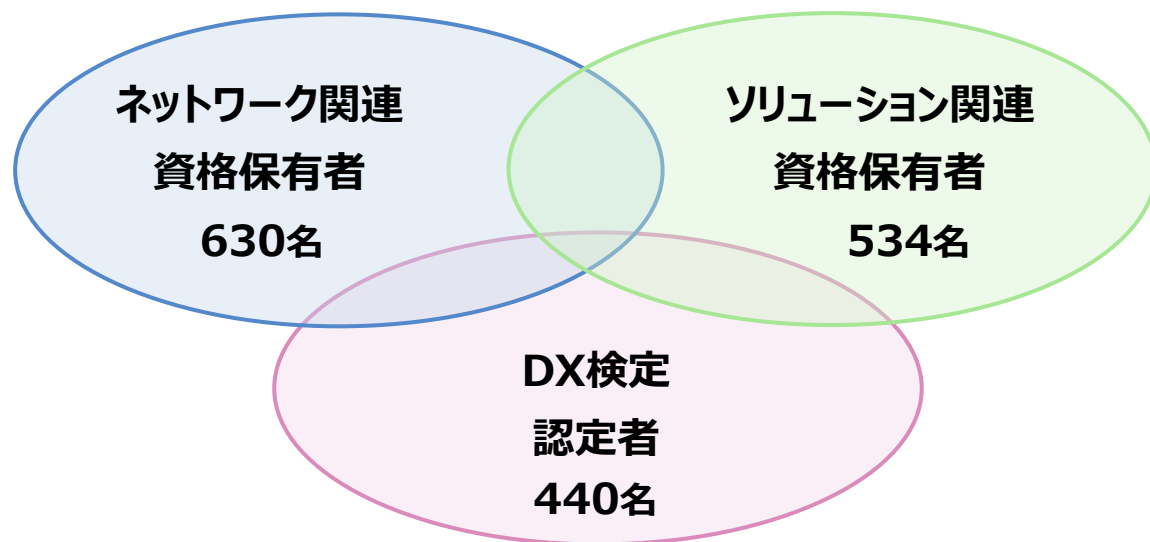 ネットワーク関連
資格保有者
630名
ソリューション関連
資格保有者
534名
DX検定
認定者
440名